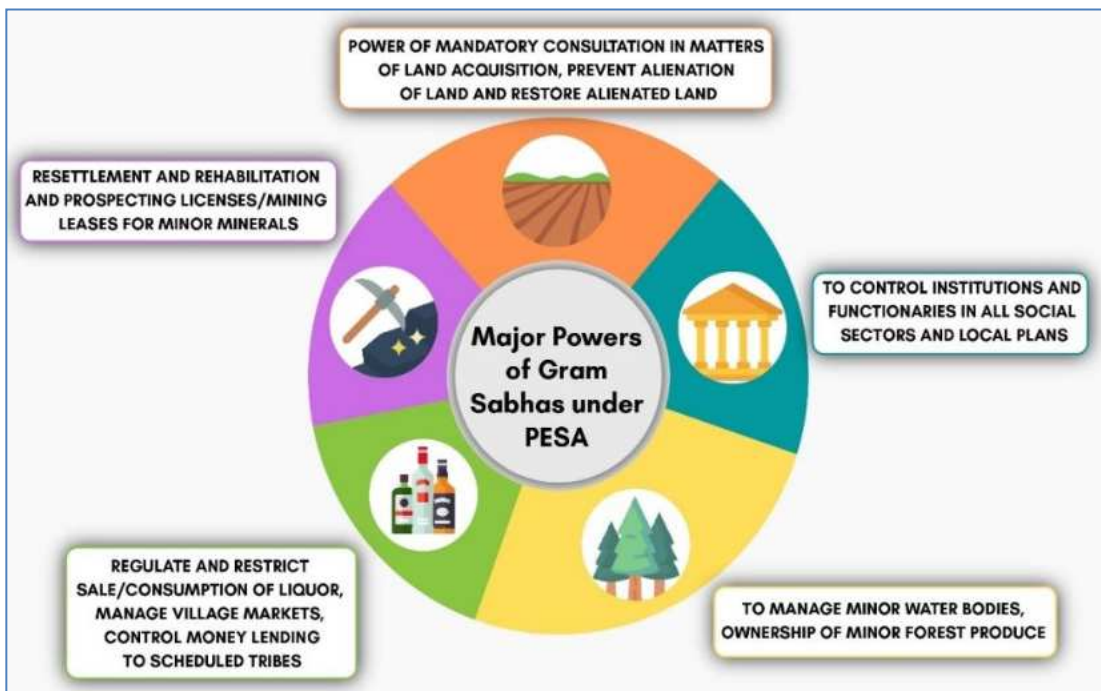 POWER OF MANDATORY CONSULTATION IN MATTERS
OF LAND ACQUISITION, PREVENT ALIENATION
OF LAND AND RESTORE ALIENATED LAND
RESETTLEMENT AND REHABILITATION
AND PROSPECTING LICENSES/MINING
LEASES FOR MINOR MINERALS
TO CONTROL INSTITUTIONS AND
FUNCTIONARIES IN ALL SOCIAL
SECTORS AND LOCAL PLANS
Major Powers
of Gram
Sabhas under
PESA
REGULATE AND RESTRICT
SALE/CONSUMPTION OF LIQUOR,
MANAGE VILLAGE MARKETS,
CONTROL MONEY LENDING
TO SCHEDULED TRIBES
TO MANAGE MINOR WATER BODIES,
OWNERSHIP OF MINOR FOREST PRODUCE